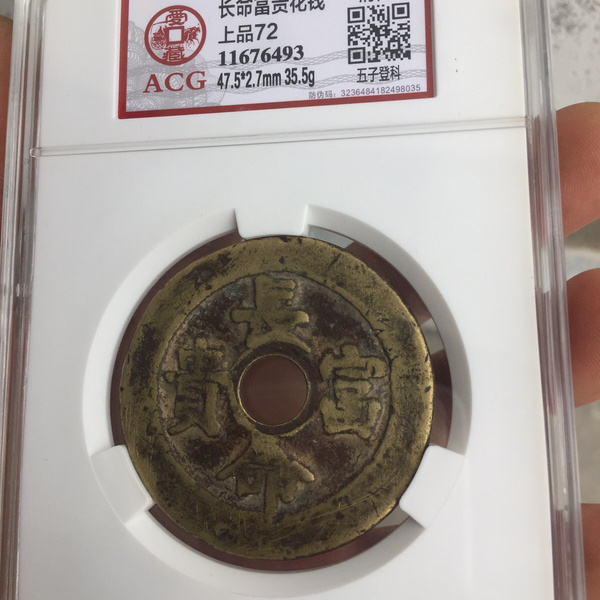 长命富贵花钱
上品72
11676493
ACG
47.5*2.7mm 35.5g
五子登科
防伪码：3236484182498035
長
貴
富
命